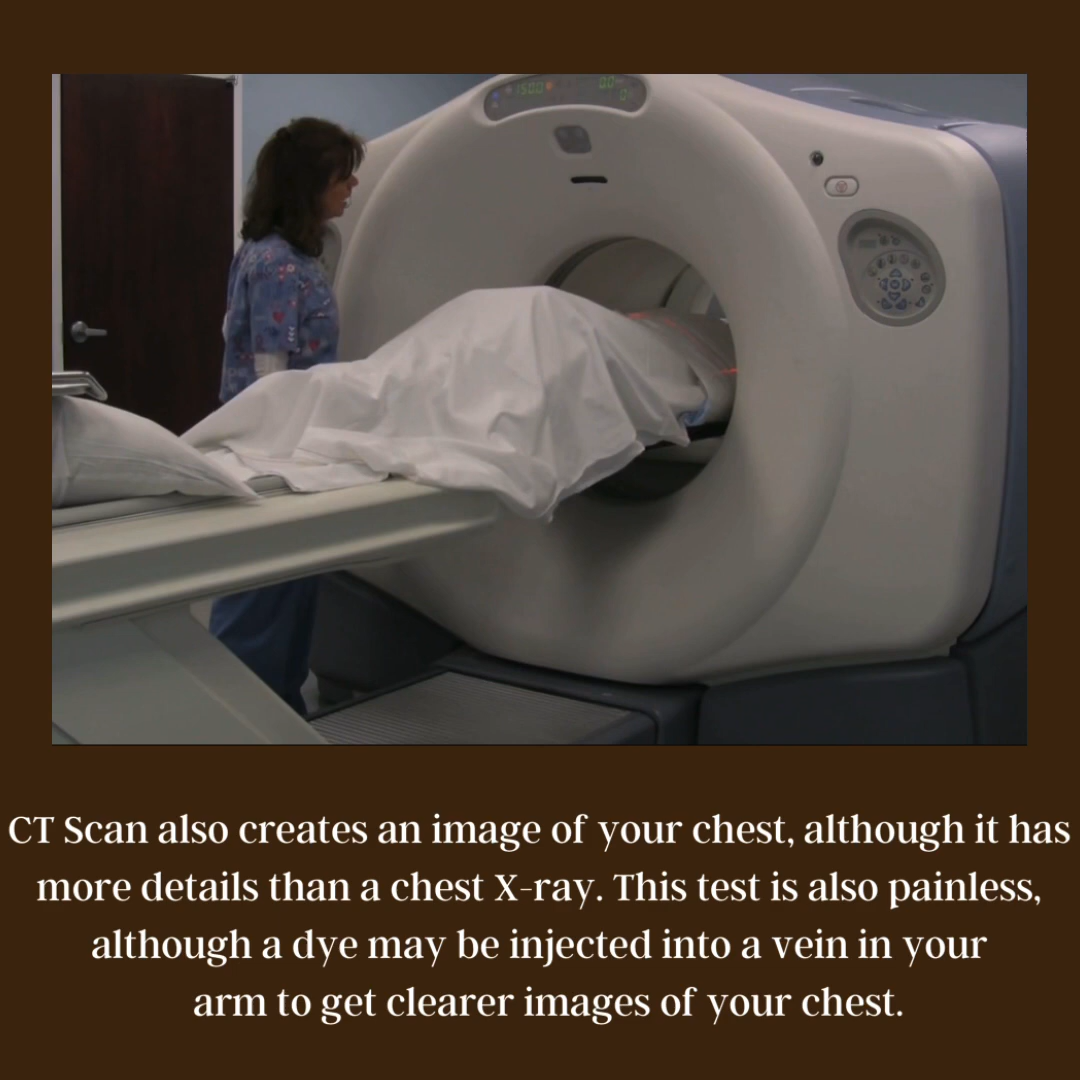 CT Scan also creates an image of your chest, although it has
more details than a chest X-ray. This test is also painless,
although a dye may be injected into a vein in your
arm to get clearer images of your chest.